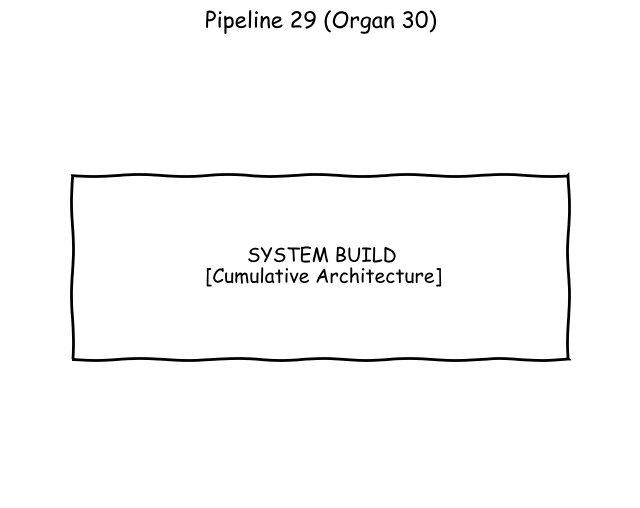 Pipeline 29 (Organ 30)
SYSTEM BUILD
[Cumulative Architecture]